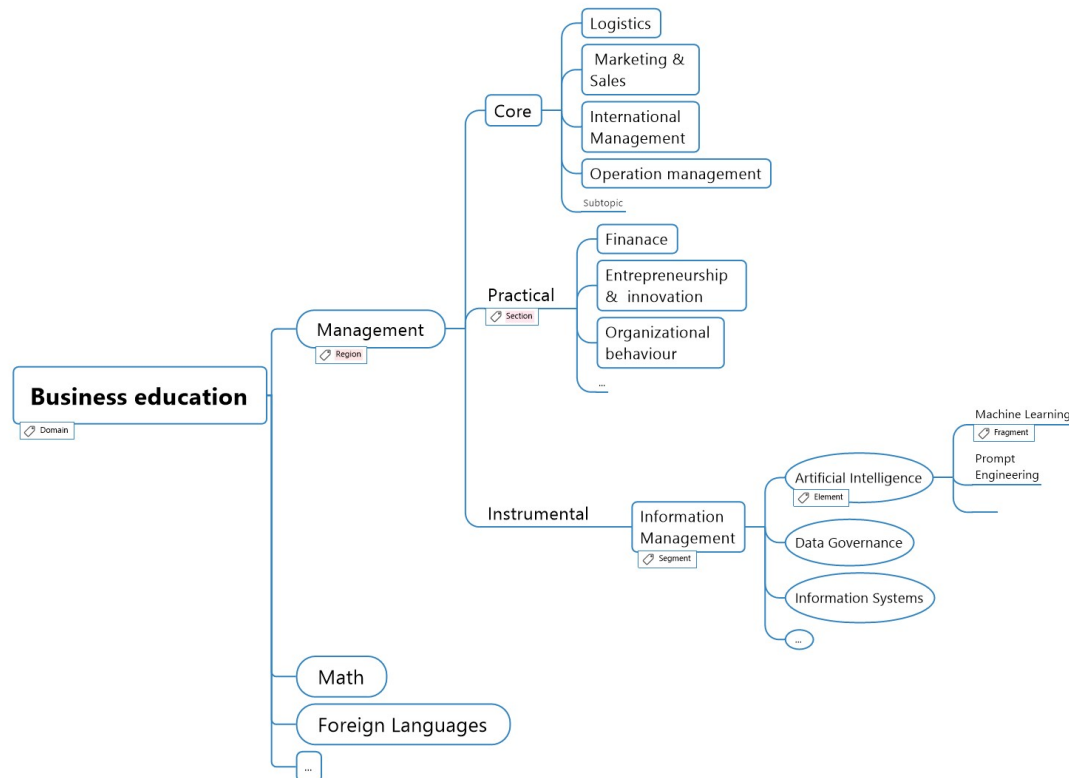 Logistics
Marketing &
Sales
Core
International
Management
Operation management
Subtopic
Finanace
Entrepreneurship
& innovation
Practical
Section
Organizational
behaviour
...
Management
Region
Business education
Domain
Machine Learning
Fragment
Prompt
Engineering
Artificial Intelligence
Element
Instrumental
Information
Management
Segment
Data Governance
Information Systems
...
Math
Foreign Languages
...